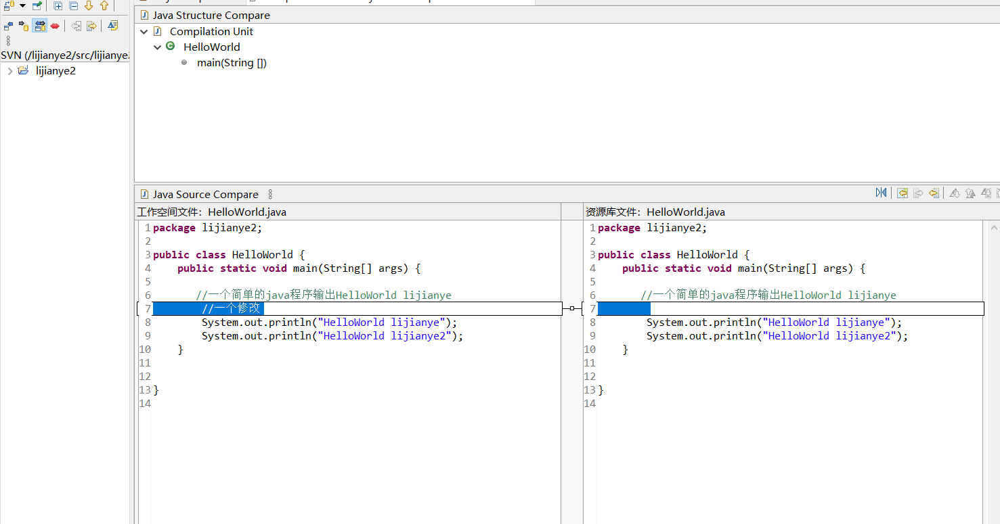 Java Structure Compare
Compilation Unit
HelloWorld
main(String [])
SVN (/lijianye2/src/lijianye
lijianye2
Java Source Compare
工作空间文件：HelloWorld.java
1 package lijianye2;
2
3 public class HelloWorld {
4 public static void main(String[] args) {
5
6 //一个简单的java程序输出HelloWorld lijianye
7 //一个修改
8 System.out.println("HelloWorld lijianye");
9 System.out.println("HelloWorld lijianye2");
10 }
11
12
13 }
14
资源库文件：HelloWorld.java
1 package lijianye2;
2
3 public class HelloWorld {
4 public static void main(String[] args) {
5
6 //一个简单的java程序输出HelloWorld lijianye
7
8 System.out.println("HelloWorld lijianye");
9 System.out.println("HelloWorld lijianye2");
10 }
11
12
13 }
14